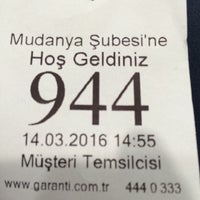 Mudanya Şubesi'ne
Hoş Geldiniz
944
14.03.2016 14:55
Müşteri Temsilcisi
www.garanti.com.tr 444 0 333